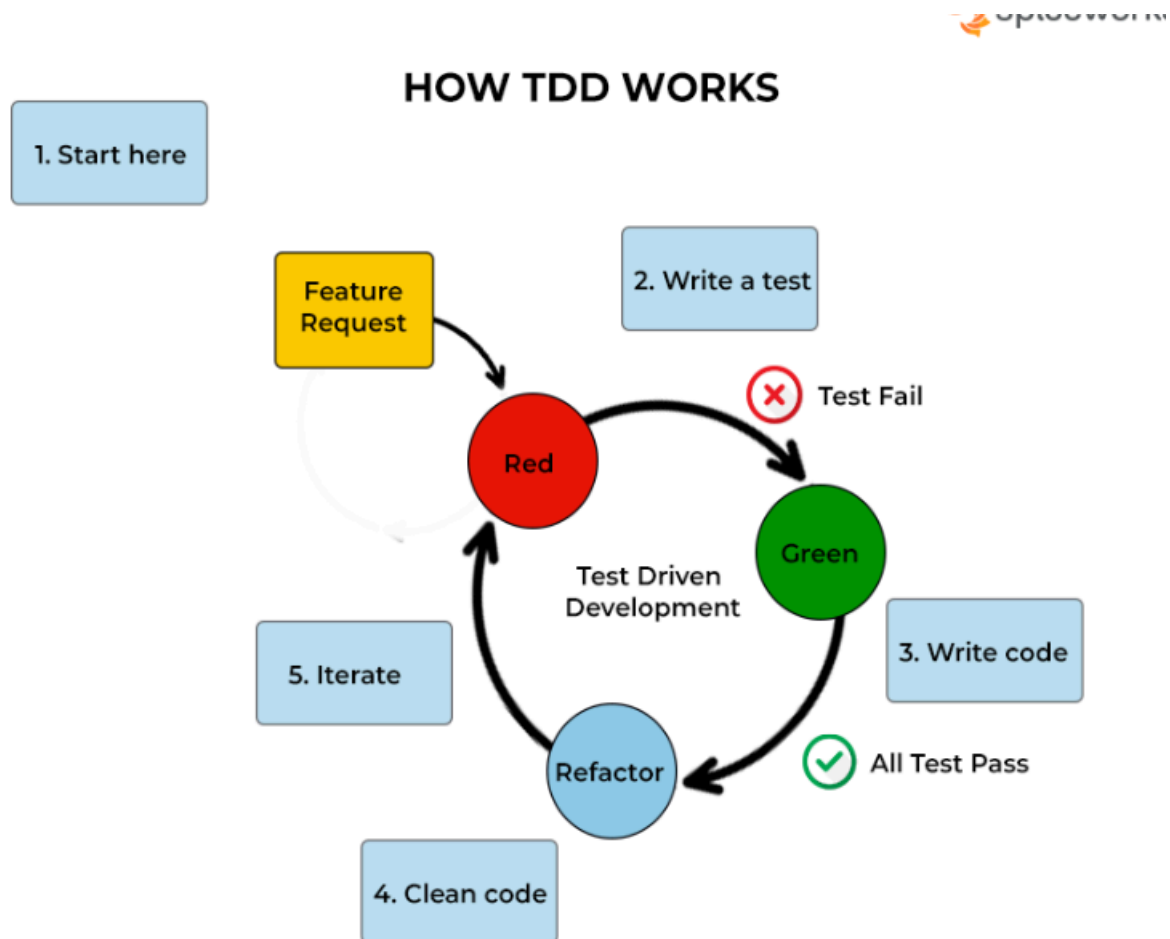 HOW TDD WORKS
1. Start here
Feature
Request
2. Write a test
Test Fail
Red
Green
Test Driven
Development
3. Write code
5. Iterate
Refactor
All Test Pass
4. Clean code